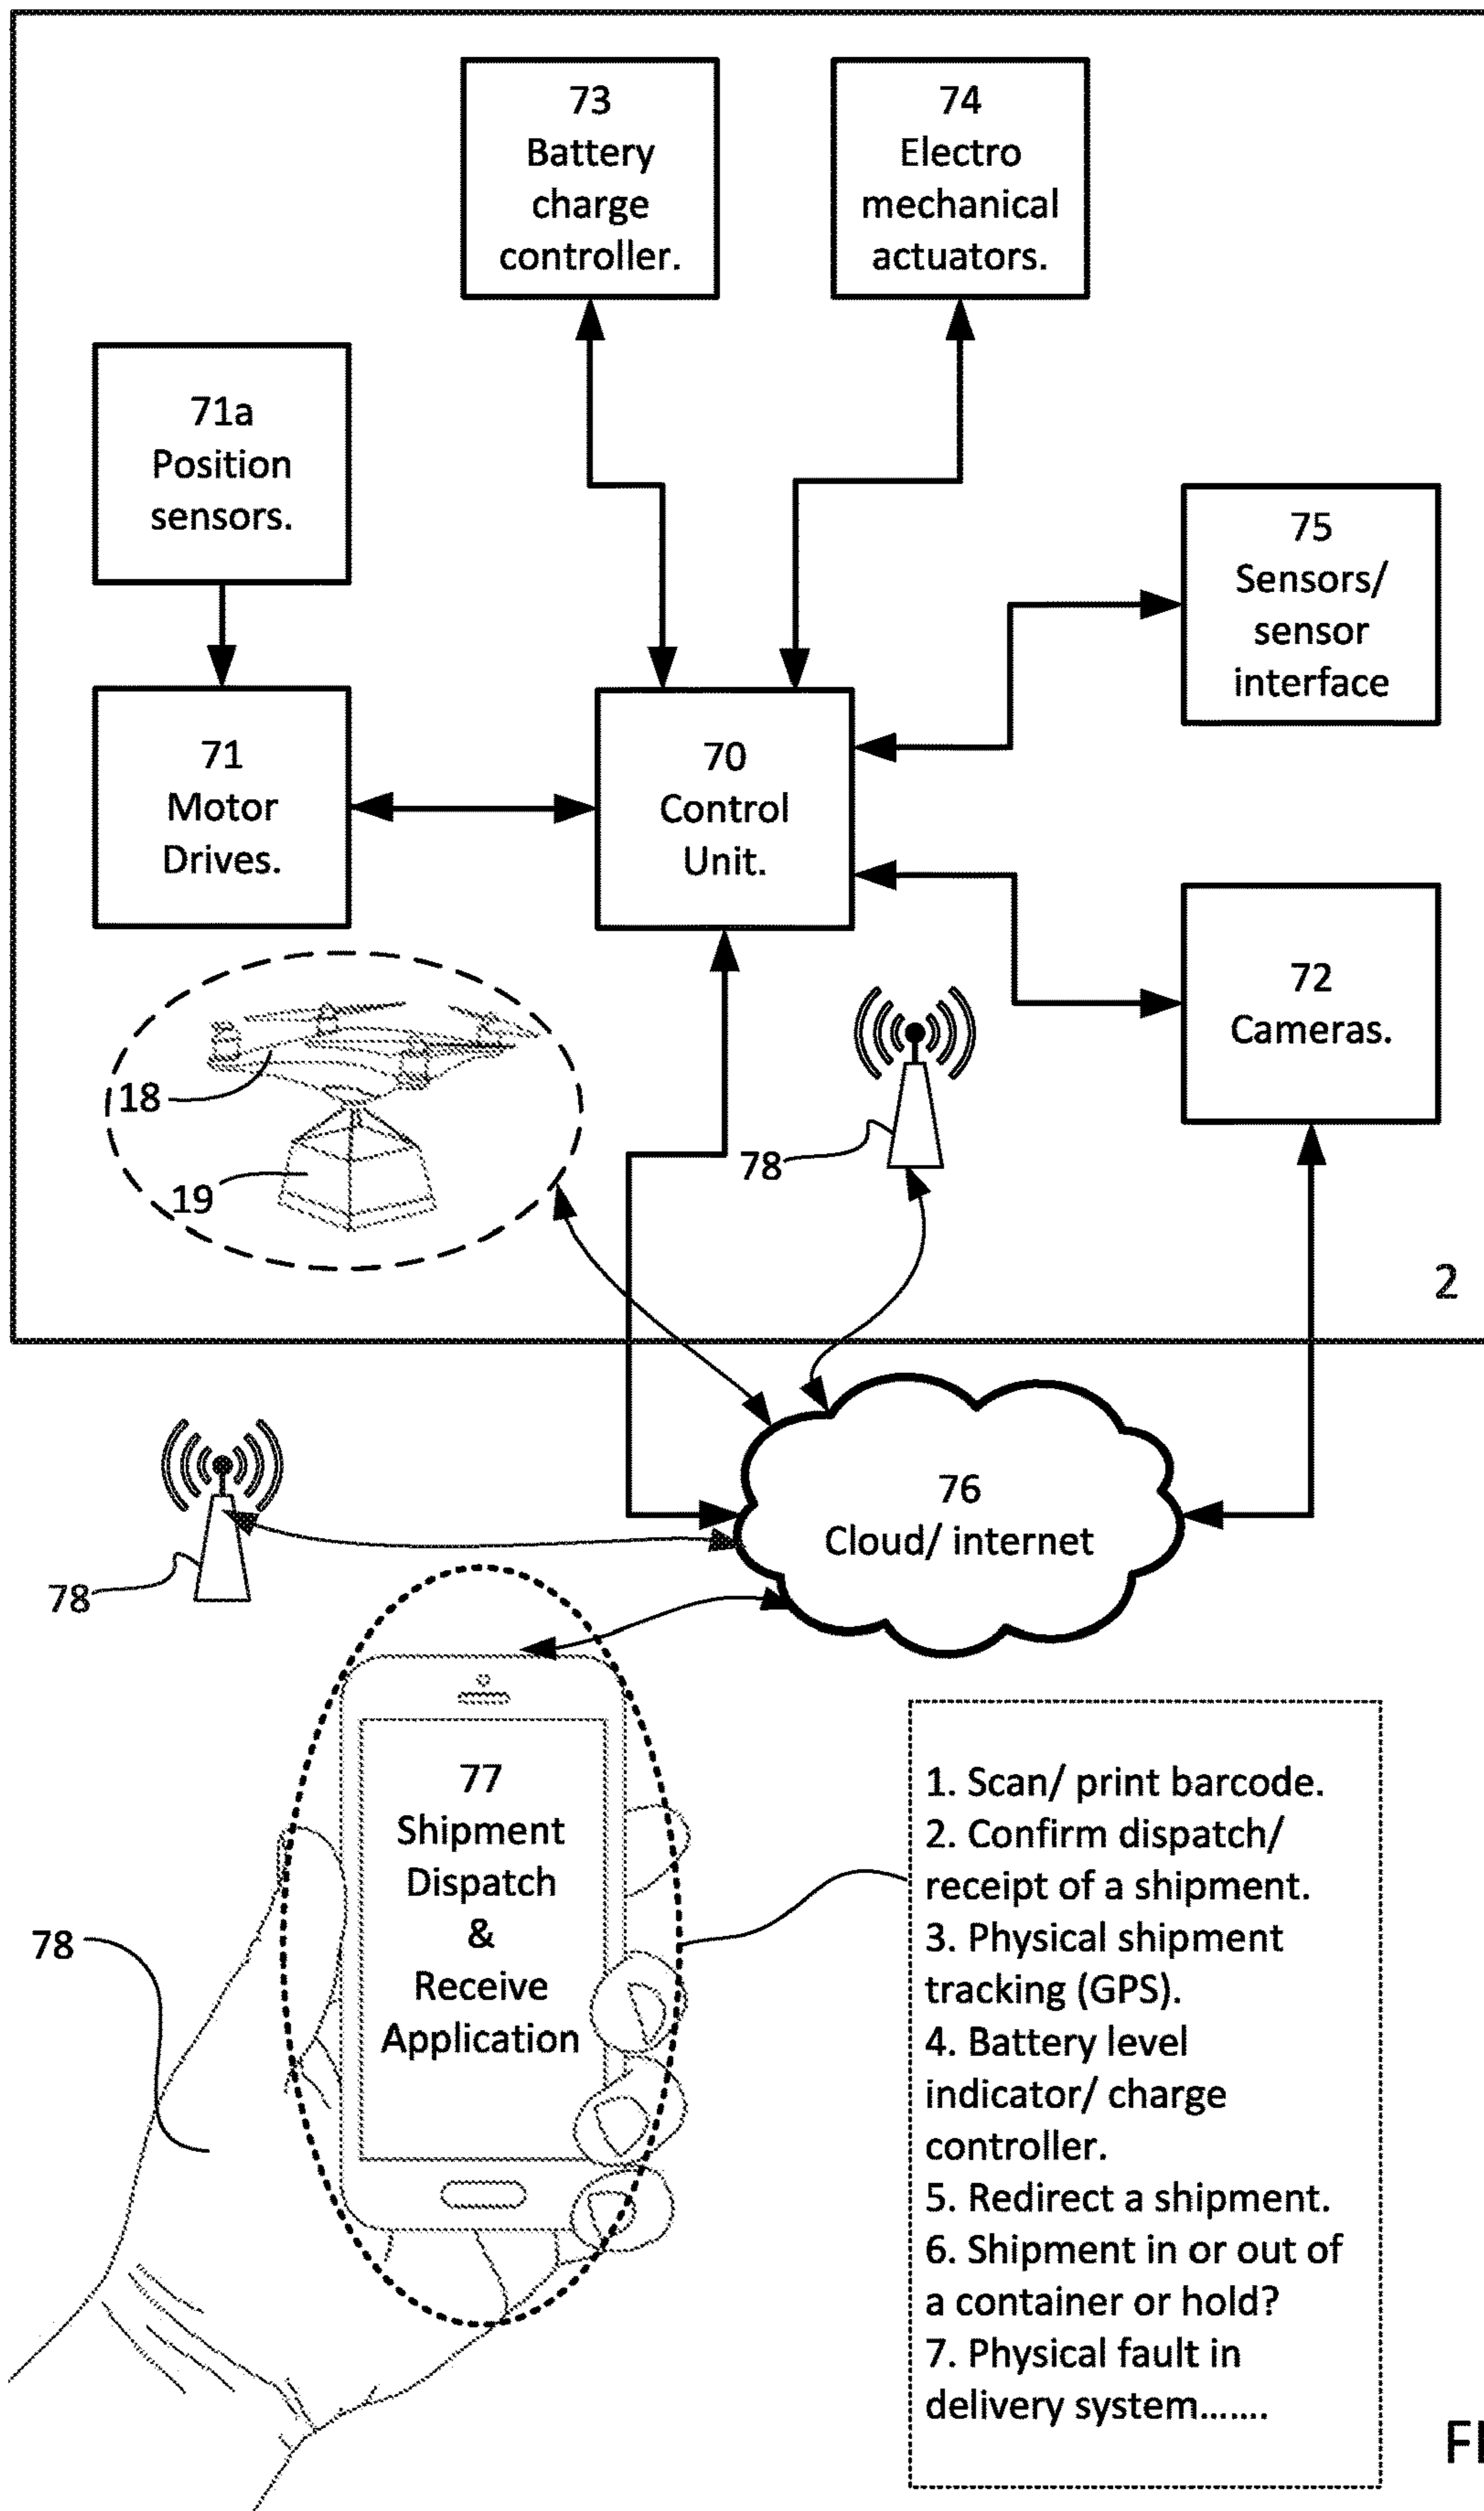 73
Battery
charge
controller.
74
Electro
mechanical
actuators.
71a
Position
sensors.
75
Sensors/
sensor
interface
71
Motor
Drives.
70
Control
Unit.
72
Cameras.
18
19
78
2
76
Cloud/ internet
78
77
Shipment
Dispatch
&
Receive
Application
78
1. Scan/ print barcode.
2. Confirm dispatch/
receipt of a shipment.
3. Physical shipment
tracking (GPS).
4. Battery level
indicator/ charge
controller.
5. Redirect a shipment.
6. Shipment in or out of
a container or hold?
7. Physical fault in
delivery system.......